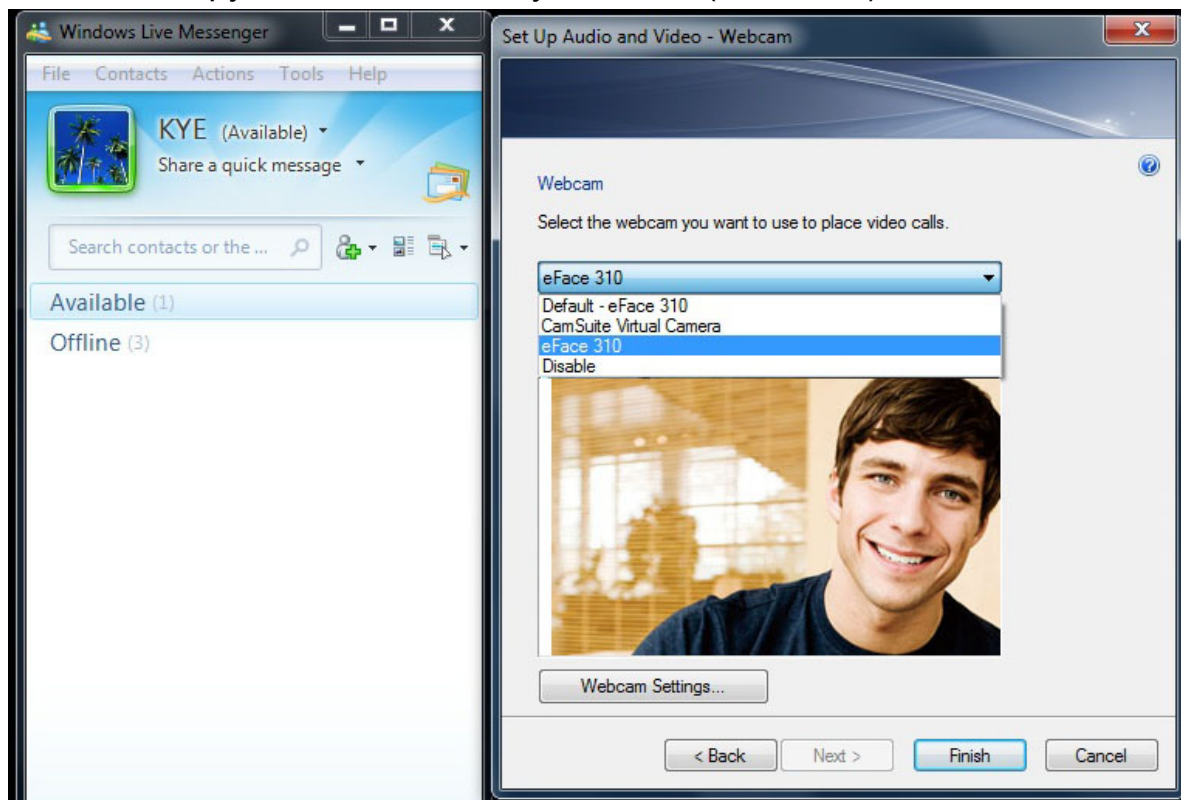 Windows Live Messenger
File Contacts Actions Tools Help
KYE (Available)
Share a quick message
Search contacts or the ...
Available (1)
Offline (3)
Set Up Audio and Video - Webcam
Webcam
Select the webcam you want to use to place video calls.
eFace 310
Default - eFace 310
CamSuite Virtual Camera
eFace 310
Disable
Webcam Settings...
< Back Next > Finish Cancel